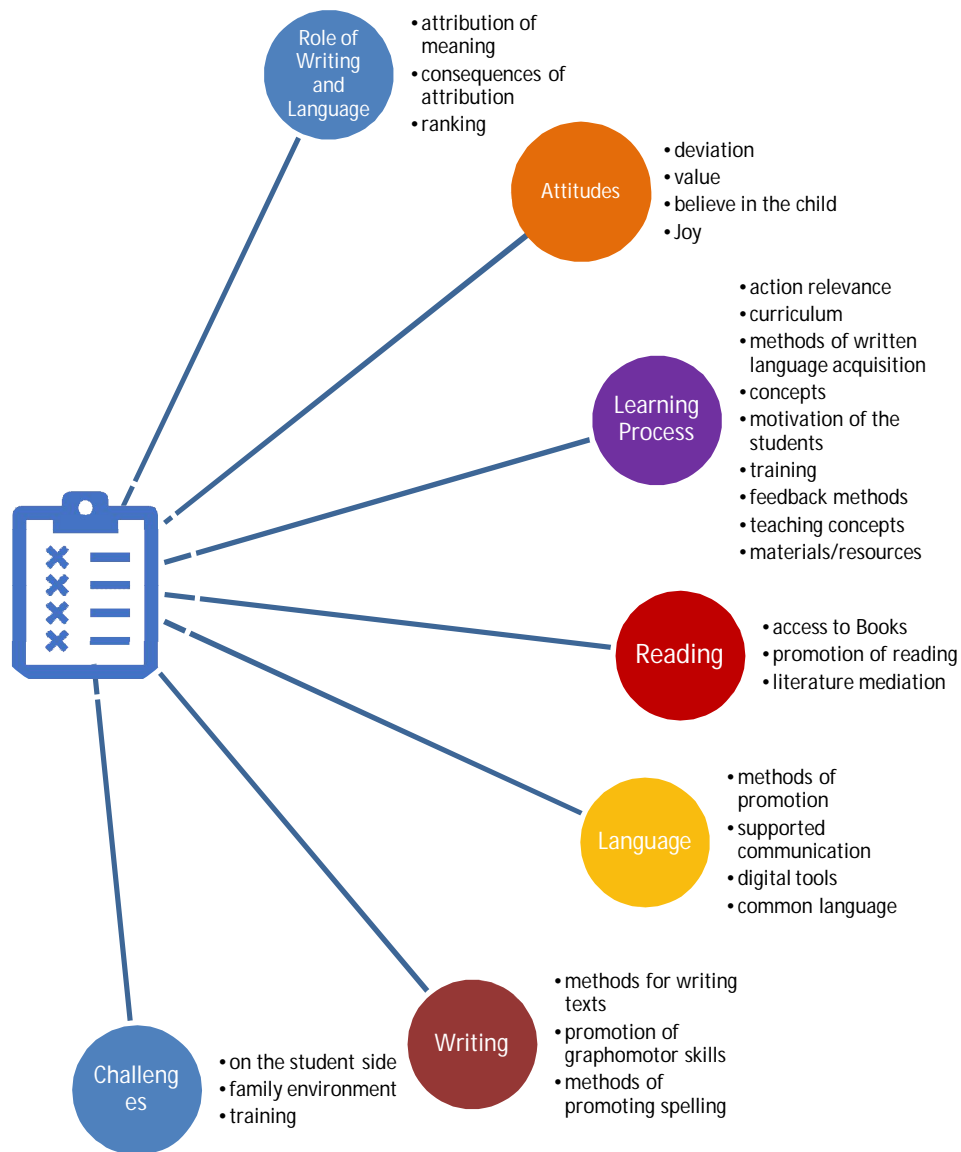 Role of
Writing
and
Language
• attribution of
meaning
• consequences of
attribution
• ranking
Attitudes
• deviation
• value
• believe in the child
• Joy
Learning
Process
• action relevance
• curriculum
• methods of written
language acquisition
• concepts
• motivation of the
students
• training
• feedback methods
• teaching concepts
• materials/resources
Reading
• access to Books
• promotion of reading
• literature mediation
Language
• methods of
promotion
• supported
communication
• digital tools
• common language
Writing
• methods for writing
texts
• promotion of
graphomotor skills
• methods of
promoting spelling
Challeng
es
• on the student side
• family environment
• training